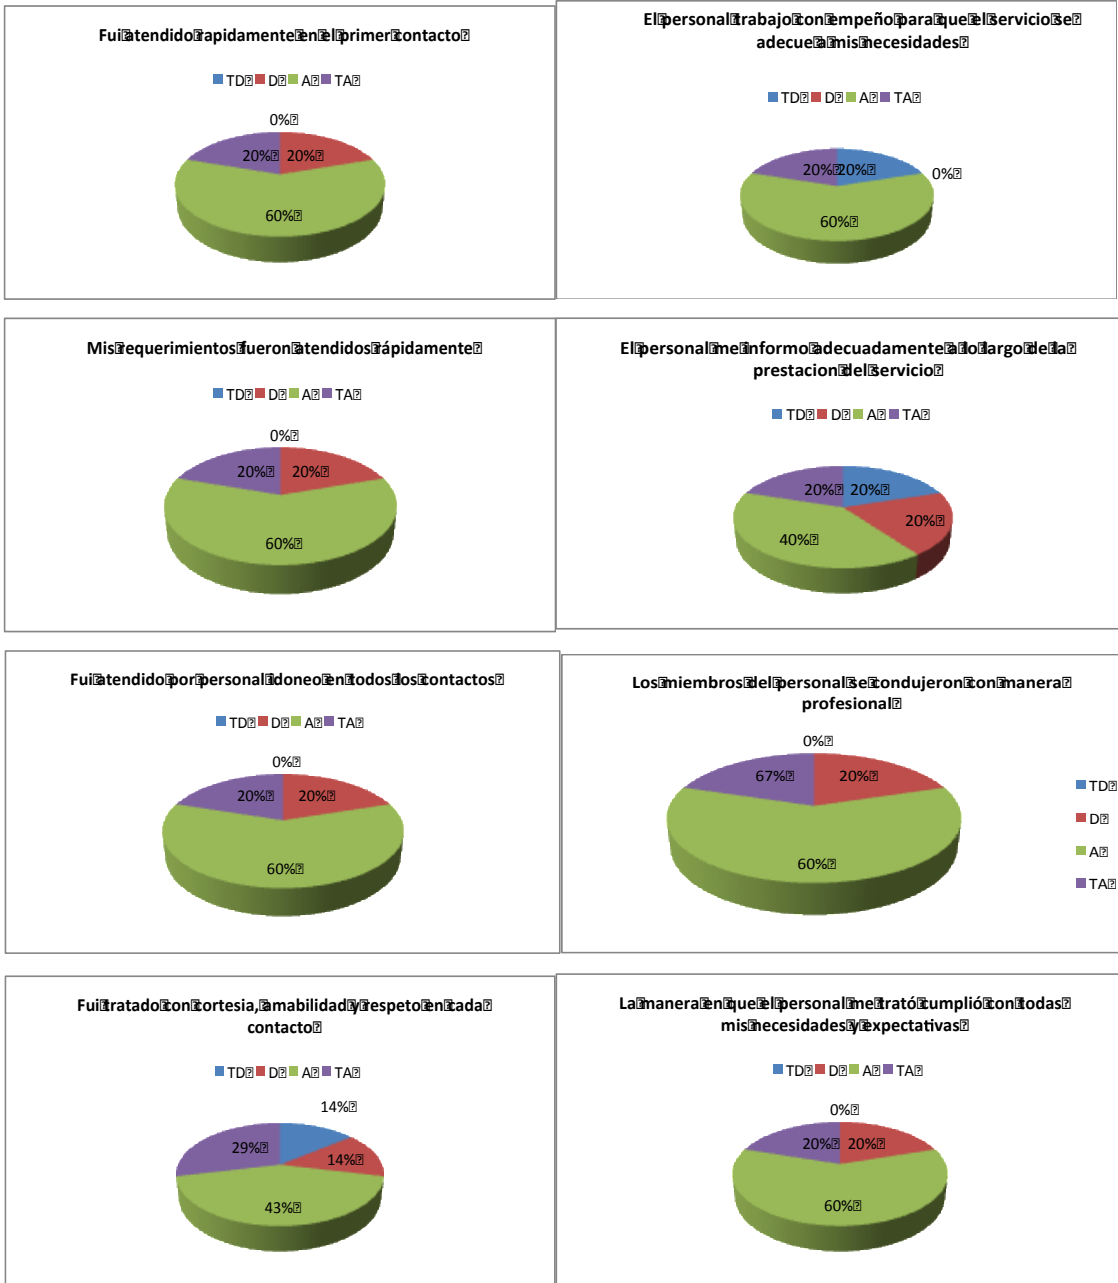 Fui atendido rapidamente en el primer contacto
TD D A TA
0%
20% 20%
60%
El personal trabajo con empeño para que el servicio se
adecue a mis necesidades
TD D A TA
20% 20%
0%
60%
Mis requerimientos fueron atendidos rápidamente
TD D A TA
0%
20% 20%
60%
El personal me informo adecuadamente a lo largo de la
prestacion del servicio
TD D A TA
20% 20%
20%
40%
Fui atendido por personal idoneo en todos los contactos
TD D A TA
0%
20% 20%
60%
Los miembros del personal se condujeron con manera
profesional
0%
67% 20%
60%
TD
D
A
TA
Fui tratado con cortesia, amabilidad y respeto en cada
contacto
TD D A TA
14%
29%
14%
43%
La manera en que el personal me trató cumplió con todas
mis necesidades y expectativas
TD D A TA
0%
20% 20%
60%